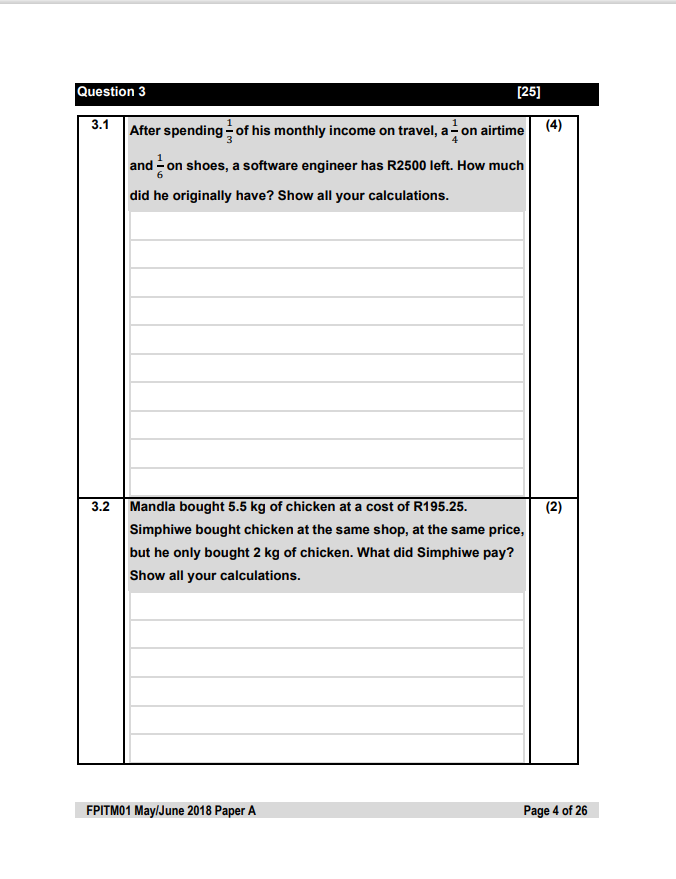 Question 3 [25]
3.1 After spending 1/3 of his monthly income on travel, a 1/4 on airtime (4)
and 1/6 on shoes, a software engineer has R2500 left. How much
did he originally have? Show all your calculations.
3.2 Mandla bought 5.5 kg of chicken at a cost of R195.25. (2)
Simphiwe bought chicken at the same shop, at the same price,
but he only bought 2 kg of chicken. What did Simphiwe pay?
Show all your calculations.
FPITM01 May/June 2018 Paper A Page 4 of 26